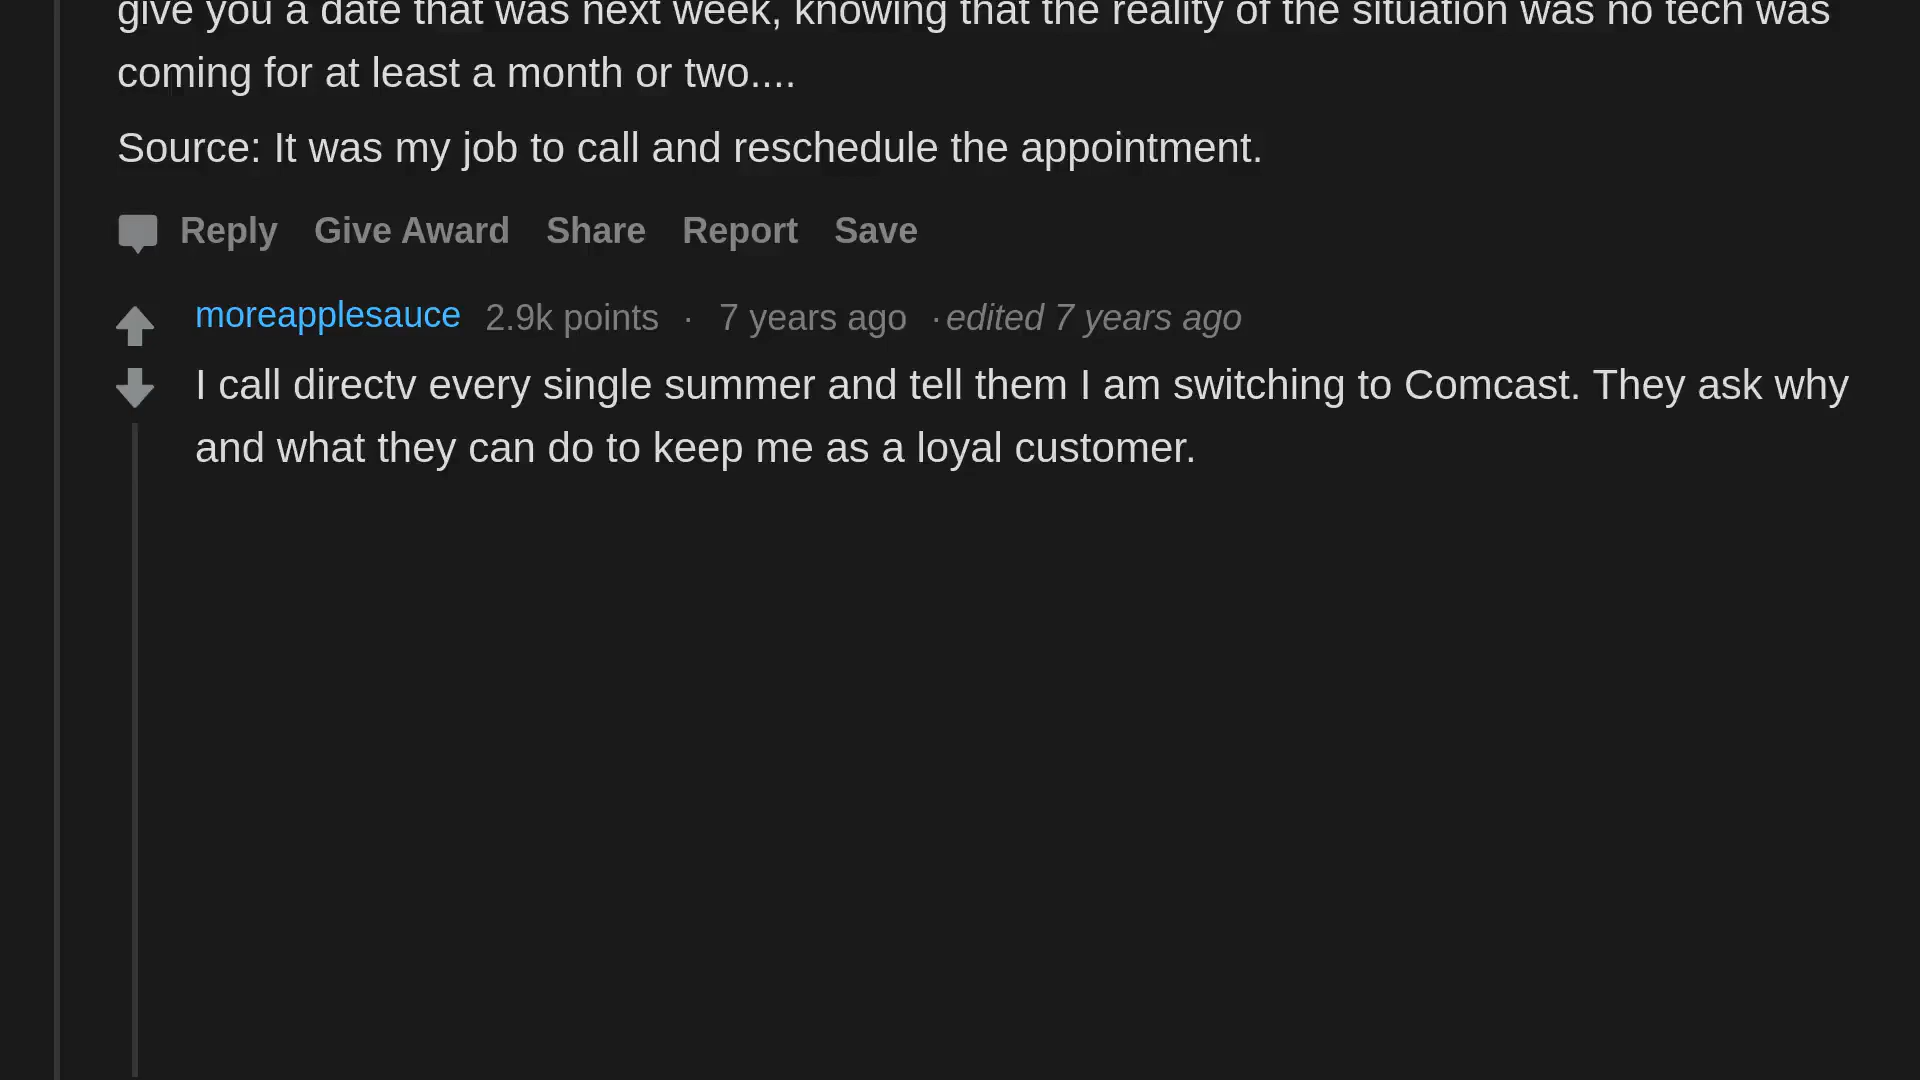 give you a date that was next week, knowing that the reality of the situation was no tech was
coming for at least a month or two....
Source: It was my job to call and reschedule the appointment.
Reply Give Award Share Report Save
moreapplesauce 2.9k points · 7 years ago · edited 7 years ago
I call directv every single summer and tell them I am switching to Comcast. They ask why
and what they can do to keep me as a loyal customer.